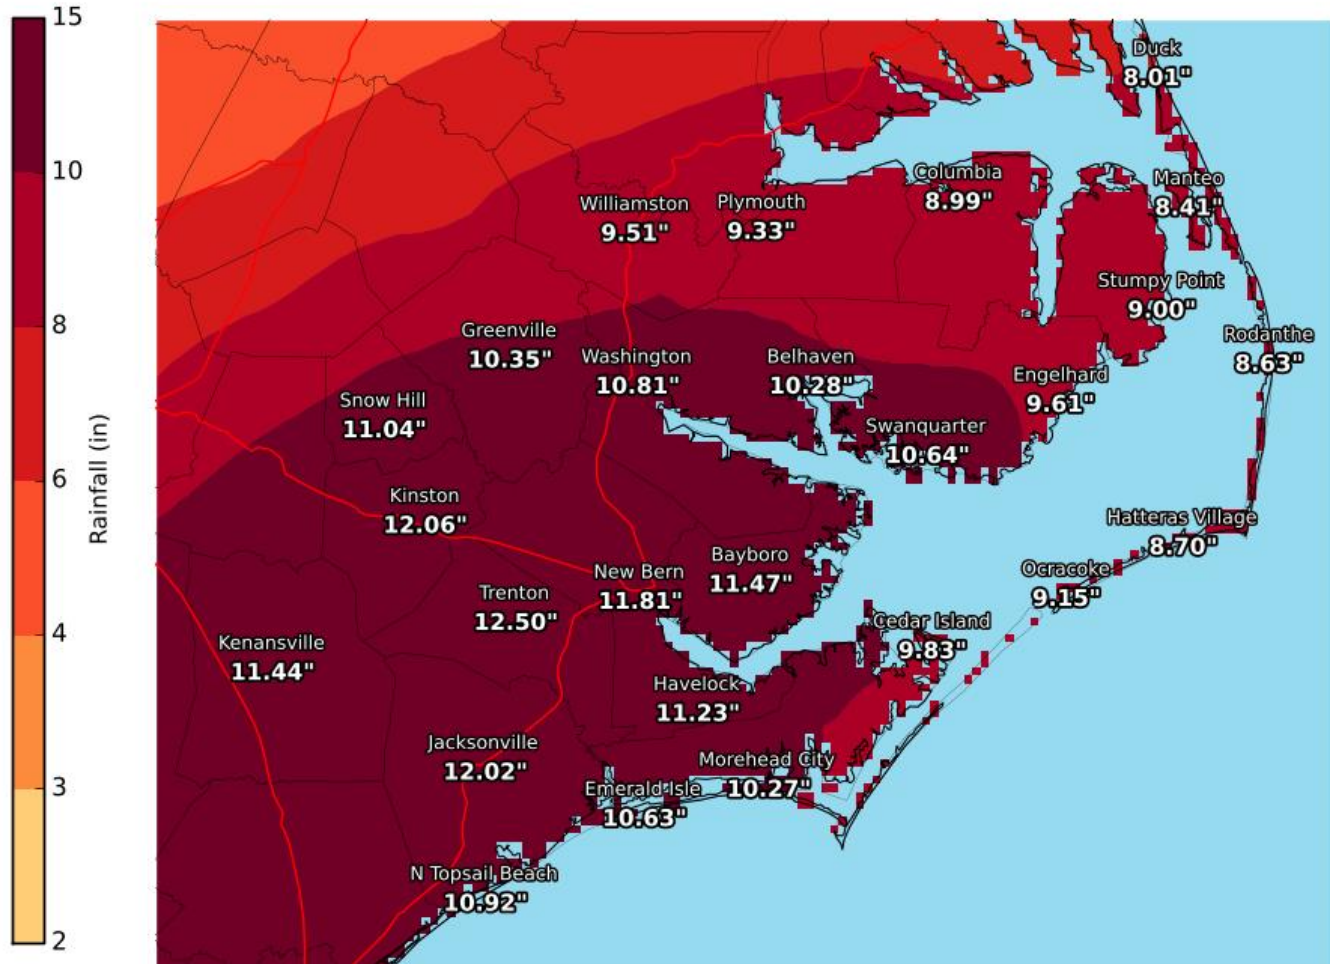 15
10
8
6
4
3
2
Rainfall (in)
Duck
8.01"
Columbia
8.99"
Manteo
8.41"
Williamston
9.51"
Plymouth
9.33"
Stumpy Point
9.00"
Greenville
10.35"
Washington
10.81"
Belhaven
10.28"
Rodanthe
8.63"
Engelhard
9.61"
Snow Hill
11.04"
Swanquarter
10.64"
Kinston
12.06"
Hatteras Village
8.70"
Bayboro
11.47"
New Bern
11.81"
Ocracoke
9.15"
Trenton
12.50"
Cedar Island
9.83"
Kenansville
11.44"
Havelock
11.23"
Jacksonville
12.02"
Morehead City
10.27"
Emerald Isle
10.63"
N Topsail Beach
10.92"